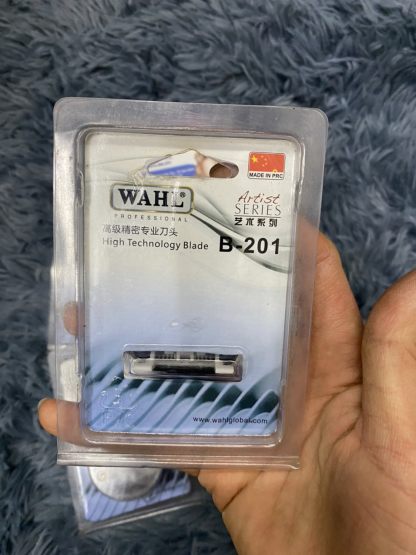 MADE IN PRC
WAHL®
PROFESSIONAL
Artist
SERIES
艺术系列
高级精密专业刀头
High Technology Blade
B-201
www.wahlglobal.com